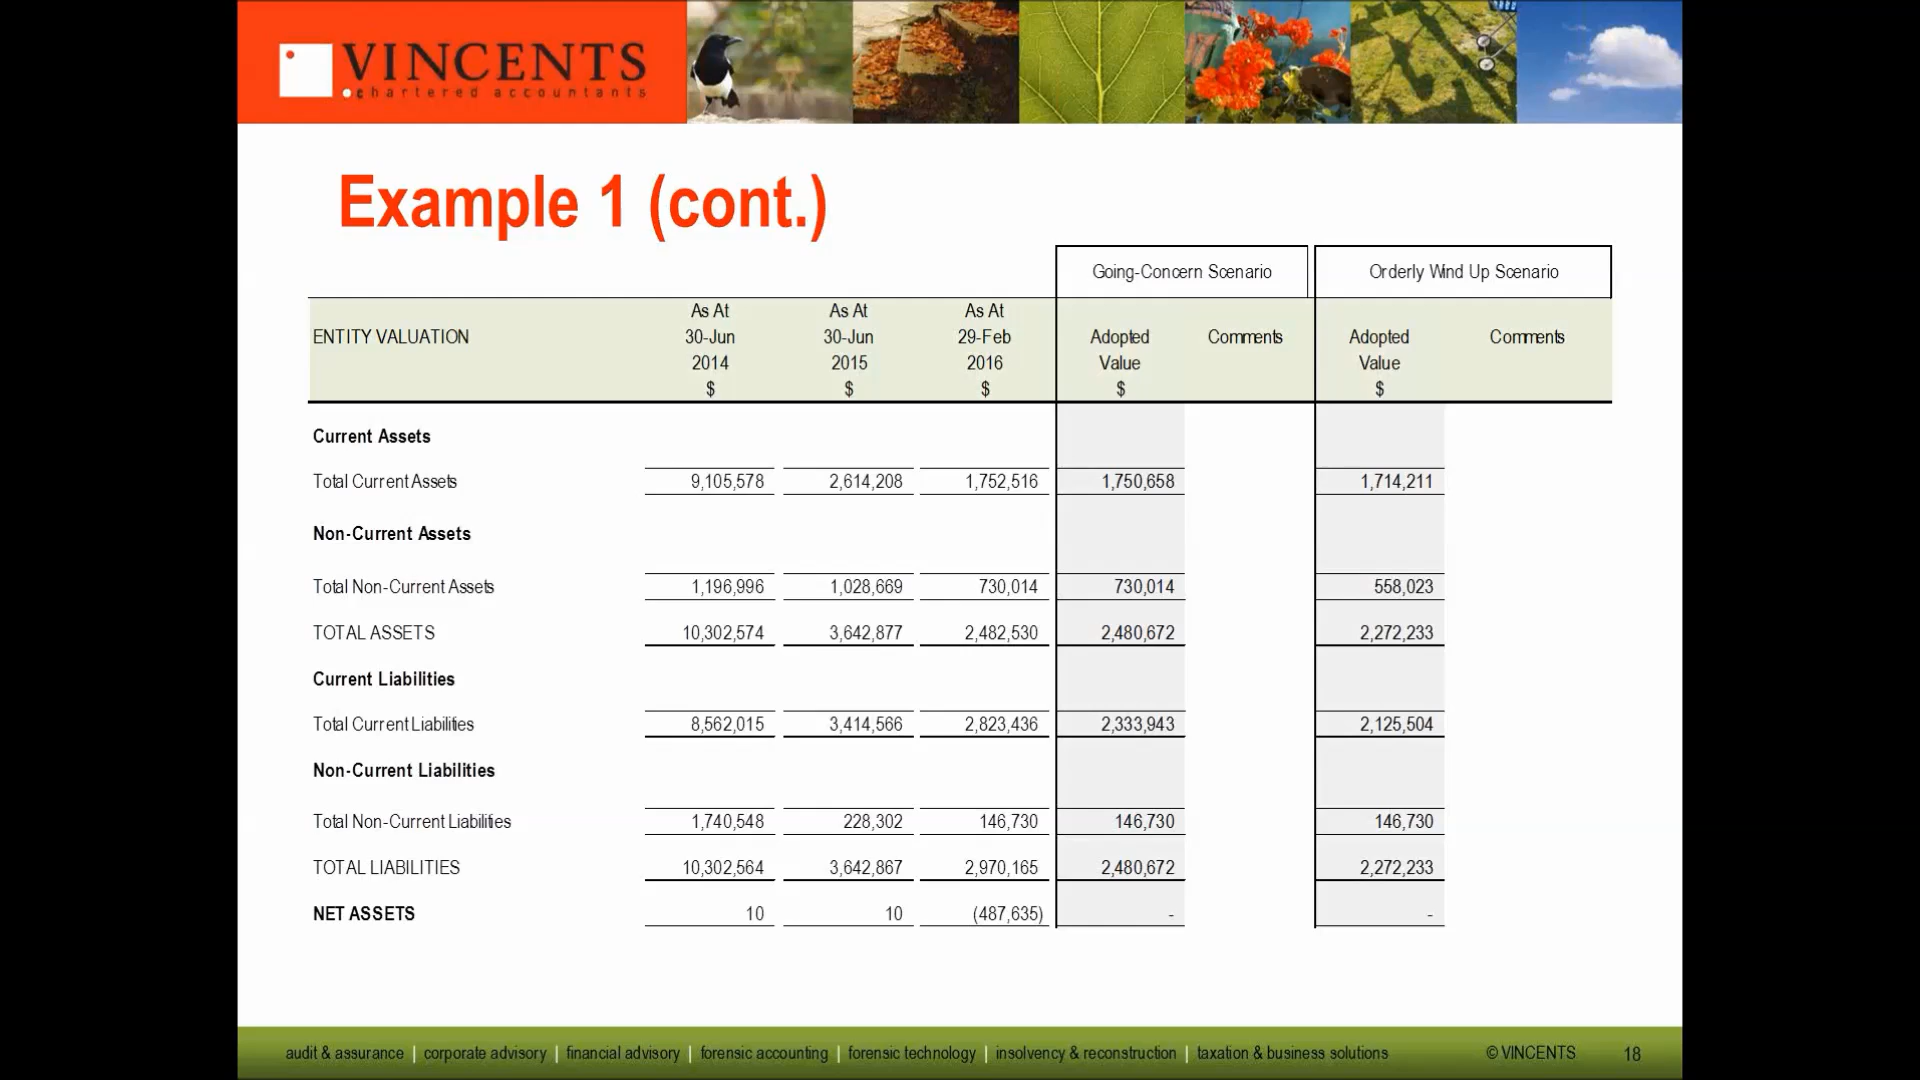 VINCENTS
chartered accountants
Example 1 (cont.)
Going-Concern Scenario Orderly Wind Up Scenario
As At As At As At
ENTITY VALUATION 30-Jun 30-Jun 29-Feb Adopted Comments Adopted Comments
2014 2015 2016 Value Value
$ $ $ $ $
Current Assets
Total Current Assets 9,105,578 2,614,208 1,752,516 1,750,658 1,714,211
Non-Current Assets
Total Non-Current Assets 1,196,996 1,028,669 730,014 730,014 558,023
TOTAL ASSETS 10,302,574 3,642,877 2,482,530 2,480,672 2,272,233
Current Liabilities
Total Current Liabilities 8,562,015 3,414,566 2,823,436 2,333,943 2,125,504
Non-Current Liabilities
Total Non-Current Liabilities 1,740,548 228,302 146,730 146,730 146,730
TOTAL LIABILITIES 10,302,564 3,642,867 2,970,165 2,480,672 2,272,233
NET ASSETS 10 10 (487,635) - -
audit & assurance | corporate advisory | financial advisory | forensic accounting | forensic technology | insolvency & reconstruction | taxation & business solutions © VINCENTS 18